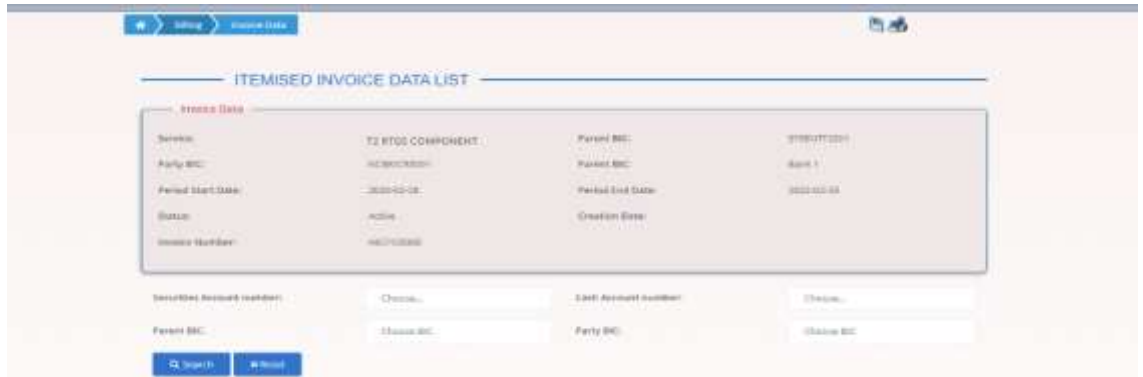 Billing Invoice Data
ITEMISED INVOICE DATA LIST
Invoice Data
Service: T2 RTGS COMPONENT Parent BIC:
Party BIC: Parent BIC: Bank 1
Period Start Date: Period End Date:
Status: Active Creation Date:
Invoice Number:
Securities Account number: Choose... Cash Account number: Choose...
Parent BIC: Choose BIC Party BIC: Choose BIC
Search Reset